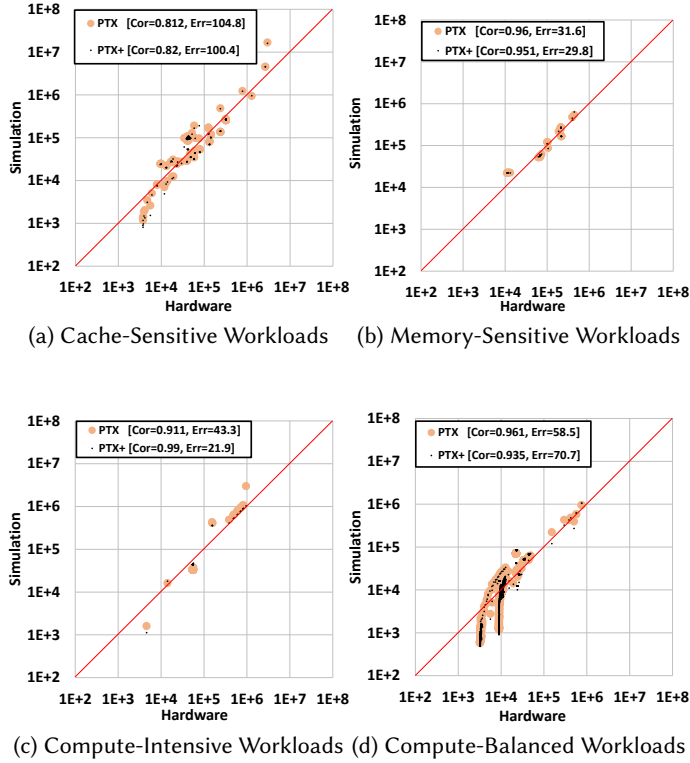 1E+8
1E+7
1E+6
1E+5
1E+4
1E+3
1E+2
Simulation
PTX [Cor=0.812, Err=104.8]
PTX+ [Cor=0.82, Err=100.4]
1E+2 1E+3 1E+4 1E+5 1E+6 1E+7 1E+8
Hardware
(a) Cache-Sensitive Workloads
1E+8
1E+7
1E+6
1E+5
1E+4
1E+3
1E+2
Simulation
PTX [Cor=0.96, Err=31.6]
PTX+ [Cor=0.951, Err=29.8]
1E+2 1E+3 1E+4 1E+5 1E+6 1E+7 1E+8
Hardware
(b) Memory-Sensitive Workloads
1E+8
1E+7
1E+6
1E+5
1E+4
1E+3
1E+2
Simulation
PTX [Cor=0.911, Err=43.3]
PTX+ [Cor=0.99, Err=21.9]
1E+2 1E+3 1E+4 1E+5 1E+6 1E+7 1E+8
Hardware
(c) Compute-Intensive Workloads
1E+8
1E+7
1E+6
1E+5
1E+4
1E+3
1E+2
Simulation
PTX [Cor=0.961, Err=58.5]
PTX+ [Cor=0.935, Err=70.7]
1E+2 1E+3 1E+4 1E+5 1E+6 1E+7 1E+8
Hardware
(d) Compute-Balanced Workloads